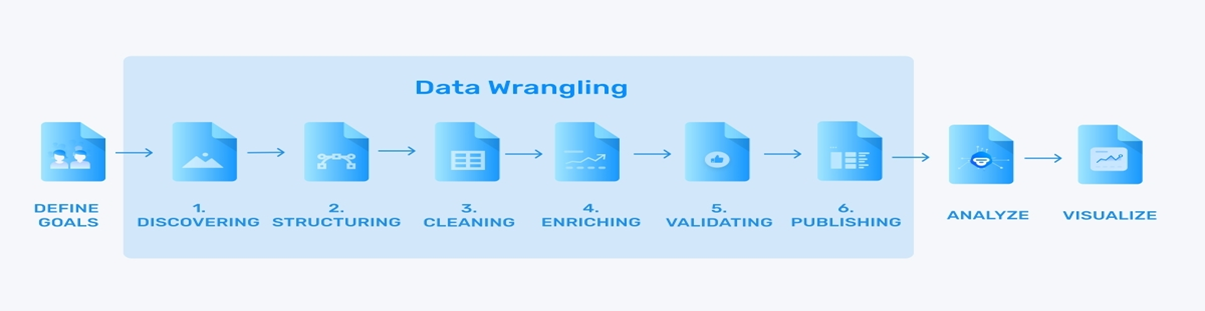 Data Wrangling
DEFINE
GOALS
1.
DISCOVERING
2.
STRUCTURING
3.
CLEANING
4.
ENRICHING
5.
VALIDATING
6.
PUBLISHING
ANALYZE
VISUALIZE